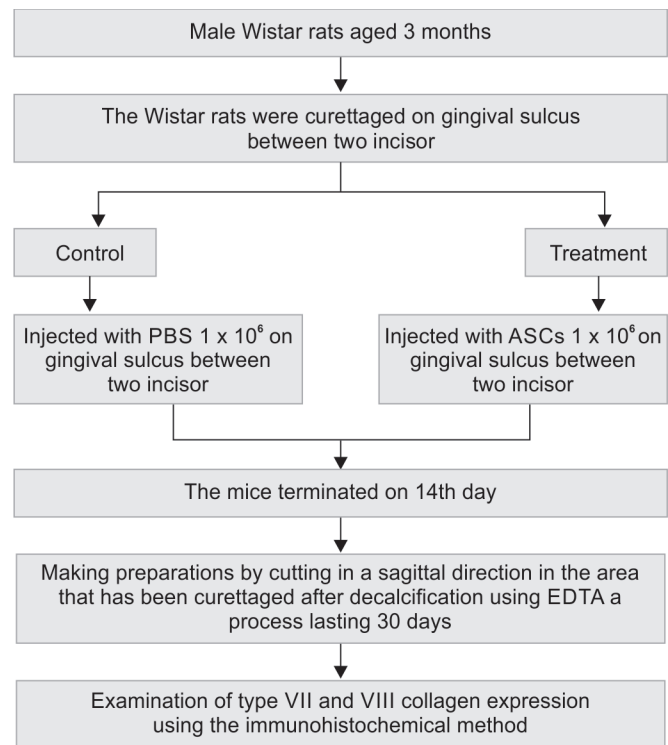 Male Wistar rats aged 3 months
The Wistar rats were curettaged on gingival sulcus
between two incisor
Control
Treatment
Injected with PBS 1 x 10⁶ on
gingival sulcus between
two incisor
Injected with ASCs 1 x 10⁶ on
gingival sulcus between
two incisor
The mice terminated on 14th day
Making preparations by cutting in a sagittal direction in the area
that has been curettaged after decalcification using EDTA a
process lasting 30 days
Examination of type VII and VIII collagen expression
using the immunohistochemical method